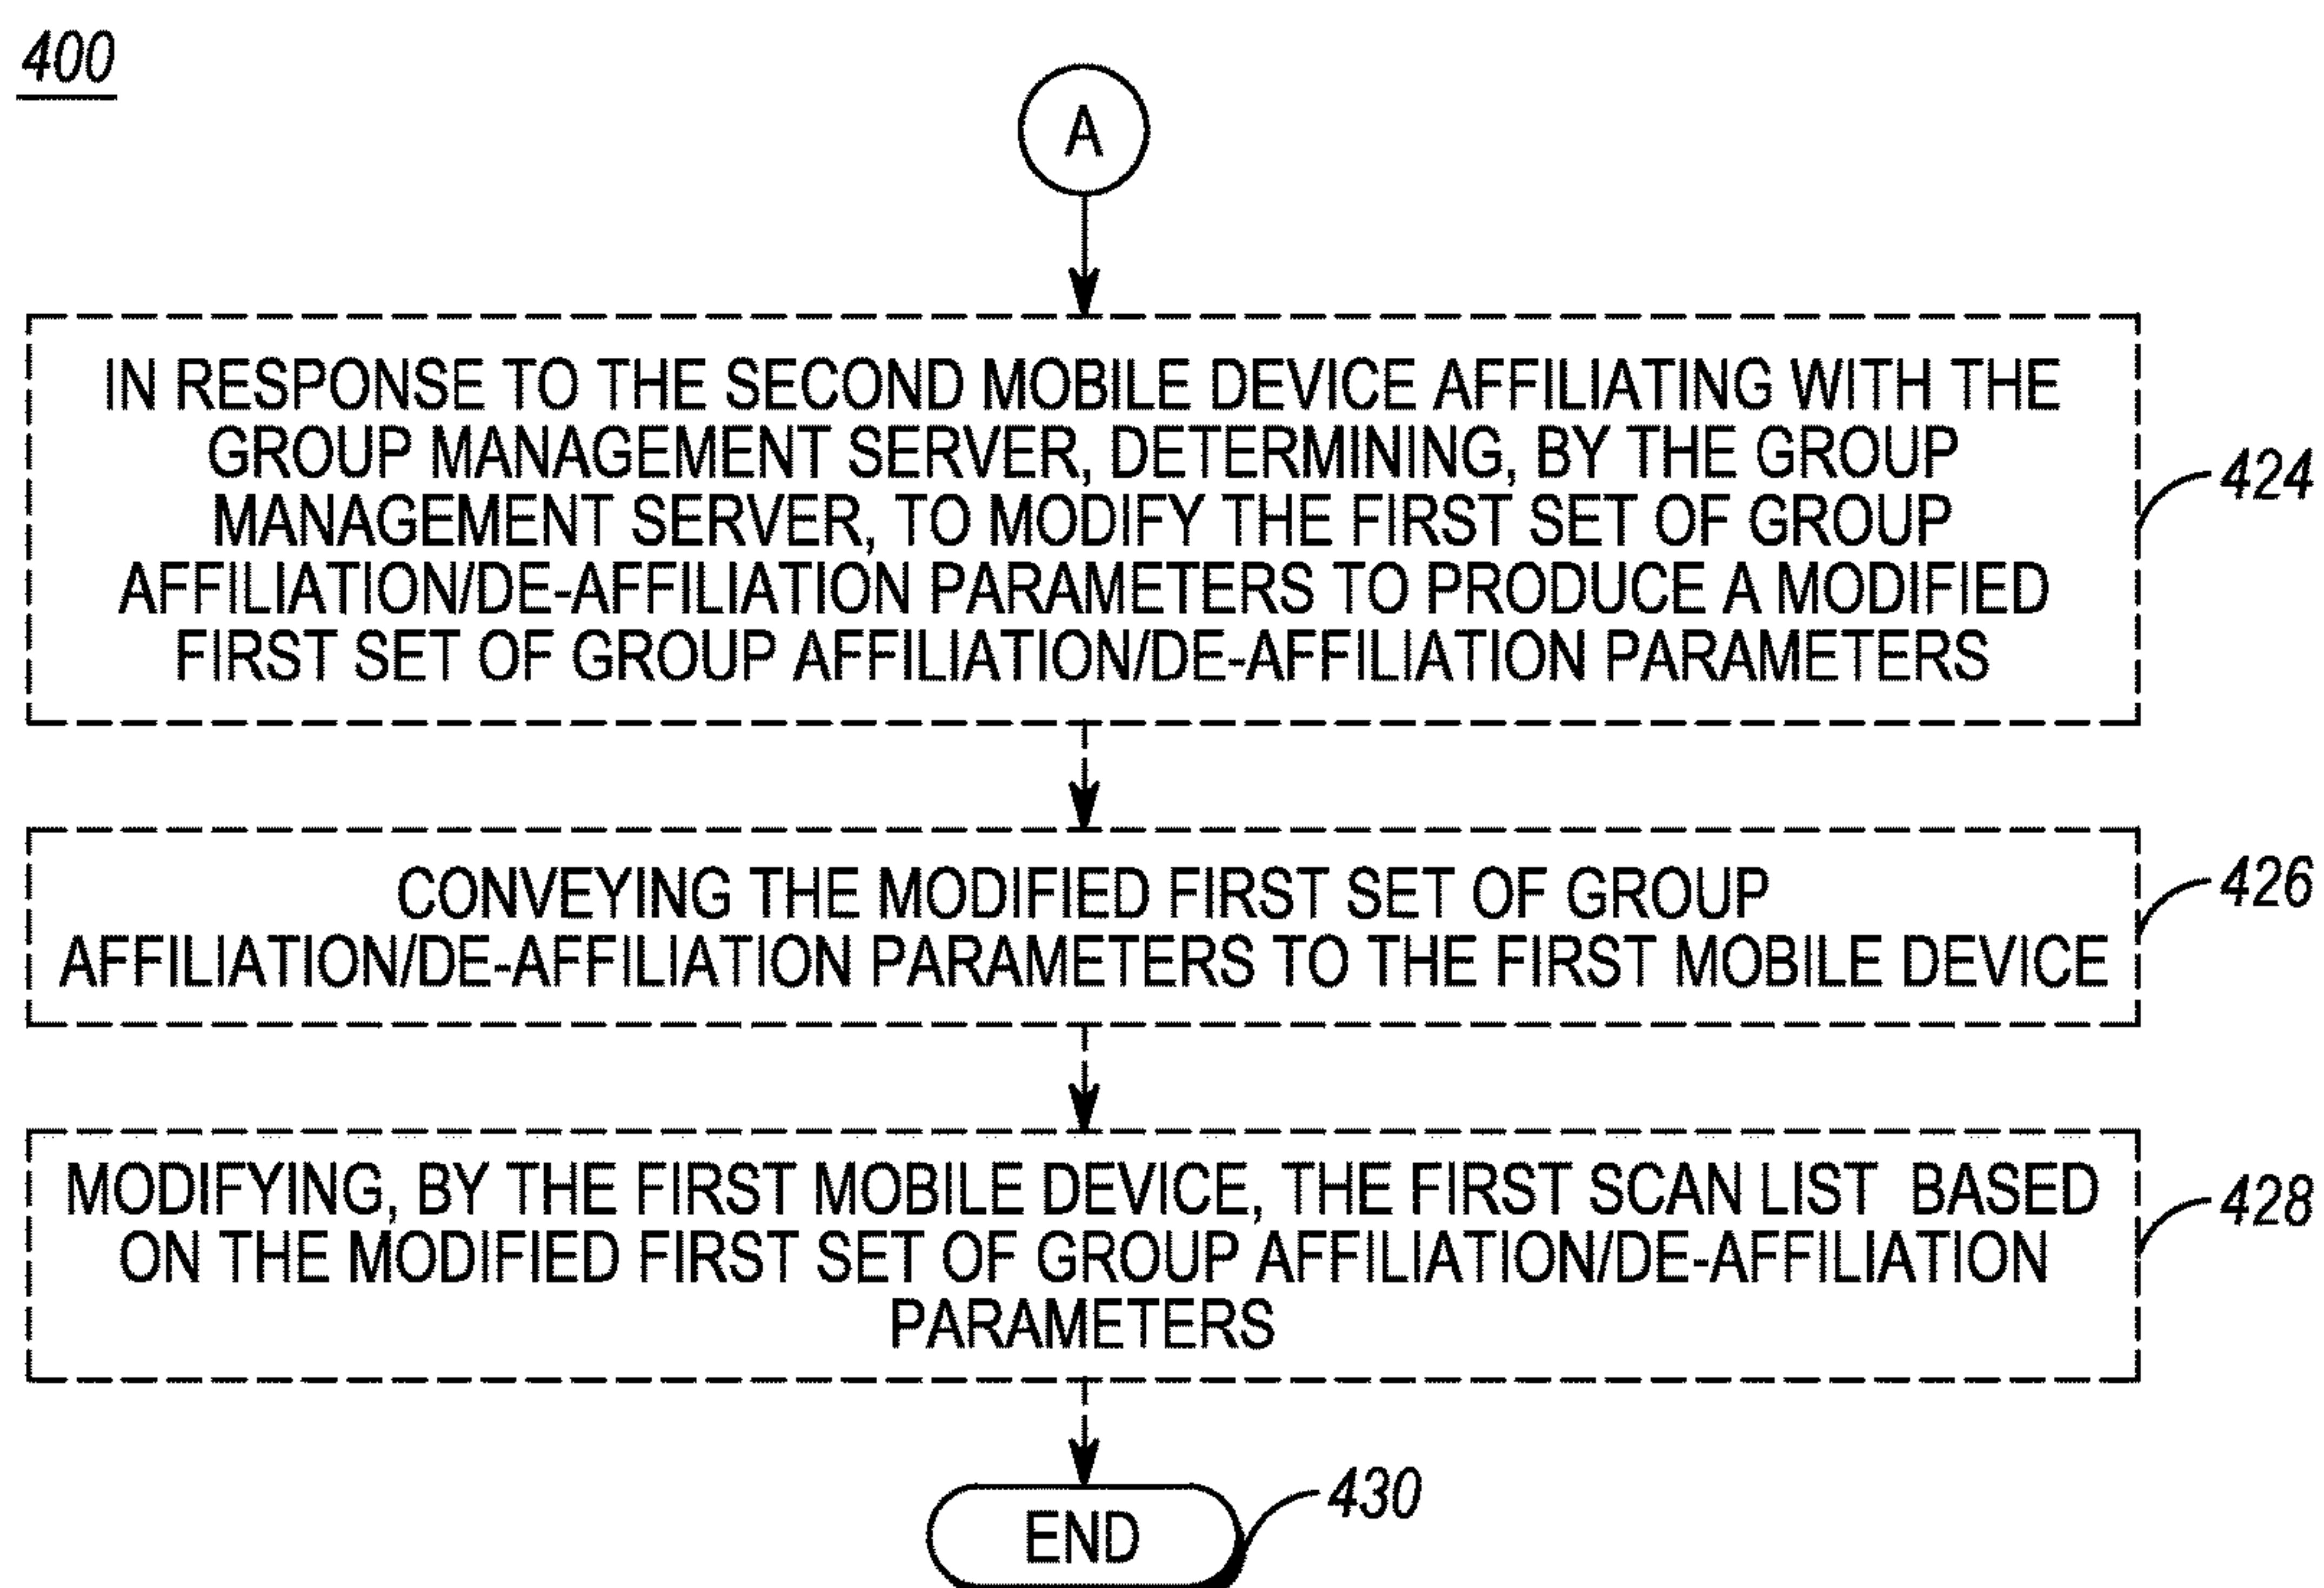 400
A
IN RESPONSE TO THE SECOND MOBILE DEVICE AFFILIATING WITH THE
GROUP MANAGEMENT SERVER, DETERMINING, BY THE GROUP
MANAGEMENT SERVER, TO MODIFY THE FIRST SET OF GROUP
AFFILIATION/DE-AFFILIATION PARAMETERS TO PRODUCE A MODIFIED
FIRST SET OF GROUP AFFILIATION/DE-AFFILIATION PARAMETERS
424
CONVEYING THE MODIFIED FIRST SET OF GROUP
AFFILIATION/DE-AFFILIATION PARAMETERS TO THE FIRST MOBILE DEVICE
426
MODIFYING, BY THE FIRST MOBILE DEVICE, THE FIRST SCAN LIST BASED
ON THE MODIFIED FIRST SET OF GROUP AFFILIATION/DE-AFFILIATION
PARAMETERS
428
END
430